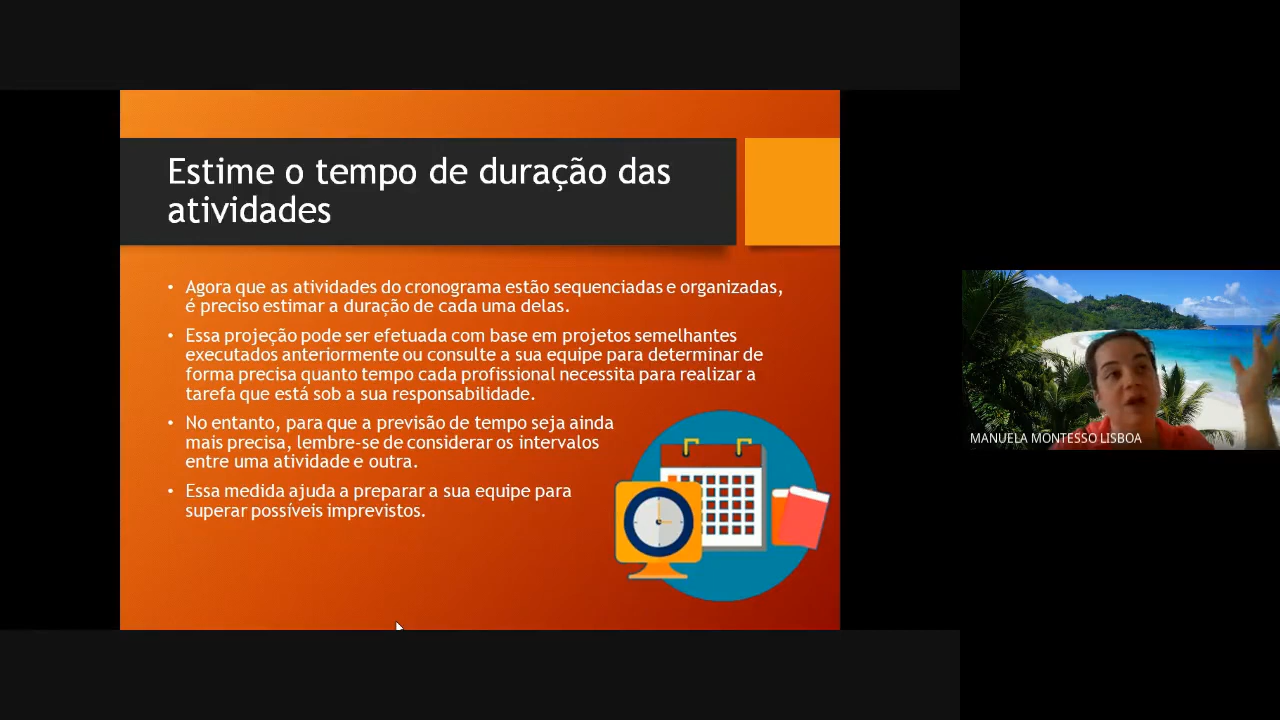 Estime o tempo de duração das
atividades
• Agora que as atividades do cronograma estão sequenciadas e organizadas,
é preciso estimar a duração de cada uma delas.
• Essa projeção pode ser efetuada com base em projetos semelhantes
executados anteriormente ou consulte a sua equipe para determinar de
forma precisa quanto tempo cada profissional necessita para realizar a
tarefa que está sob a sua responsabilidade.
• No entanto, para que a previsão de tempo seja ainda
mais precisa, lembre-se de considerar os intervalos
entre uma atividade e outra.
• Essa medida ajuda a preparar a sua equipe para
superar possíveis imprevistos.
MANUELA MONTESSO LISBOA